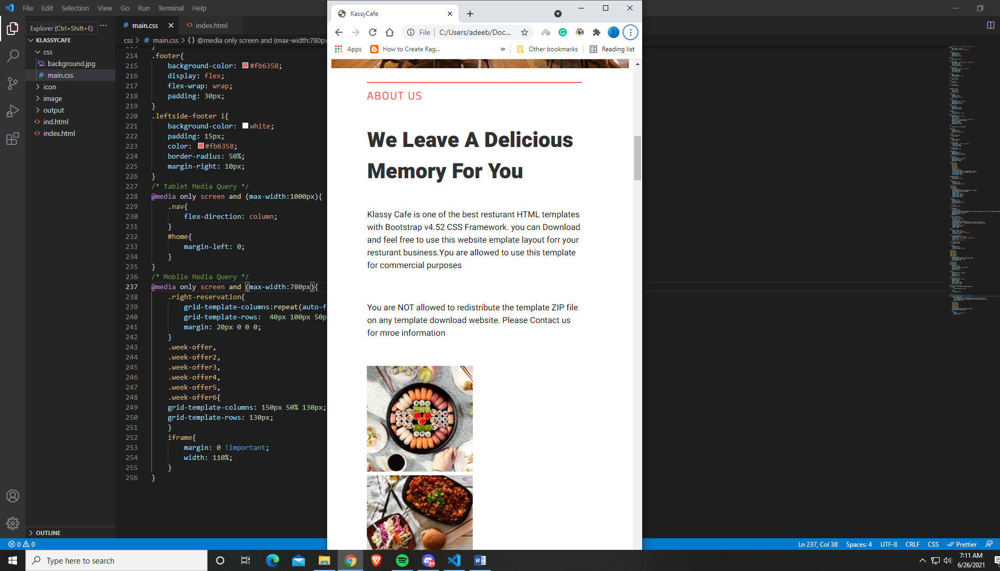 File Edit Selection View Go Run Terminal Help
Explorer (Ctrl+Shift+E)
KLASSYCAFE
css
background.jpg
main.css
icon
image
output
ind.html
index.html
OUTLINE
main.css
index.html
css > # main.css > { } @media only screen and (max-width:780px
213 }
214 .footer{
215 background-color: #fb6358;
216 display: flex;
217 flex-wrap: wrap;
218 padding: 30px;
219 }
220 .leftside-footer i{
221 background-color: white;
222 padding: 15px;
223 color: #fb6358;
224 border-radius: 50%;
225 margin-right: 10px;
226 }
227 /* Tablet Media Query */
228 @media only screen and (max-width:1000px){
229 .nav{
230 flex-direction: column;
231 }
232 #home{
233 margin-left: 0;
234 }
235 }
236 /* Moblie Media Query */
237 @media only screen and (max-width:780px){
238 .right-reservation{
239 grid-template-columns:repeat(auto-f
240 grid-template-rows: 40px 100px 50p
241 margin: 20px 0 0 0;
242 }
243 .week-offer,
244 .week-offer2,
245 .week-offer3,
246 .week-offer4,
247 .week-offer5,
248 .week-offer6{
249 grid-template-columns: 150px 50% 130px;
250 grid-template-rows: 130px;
251 }
252 iframe{
253 margin: 0 !important;
254 width: 110%;
255 }
256 }
KassyCafe
File C:/Users/adeeb/Doc...
Apps How to Create Rag... » Other bookmarks Reading list
ABOUT US
We Leave A Delicious
Memory For You
Klassy Cafe is one of the best resturant HTML templates
with Bootstrap v4.52 CSS Framework. you can Download
and feel free to use this website emplate layout forr your
resturant business.Ypu are allowed to use this template
for commercial purposes
You are NOT allowed to redistribute the template ZIP file
on any template download website. Please Contact us
for mroe information
0 0
Ln 237, Col 38 Spaces: 4 UTF-8 CRLF CSS Prettier
Type here to search
9+
7:11 AM
6/26/2021